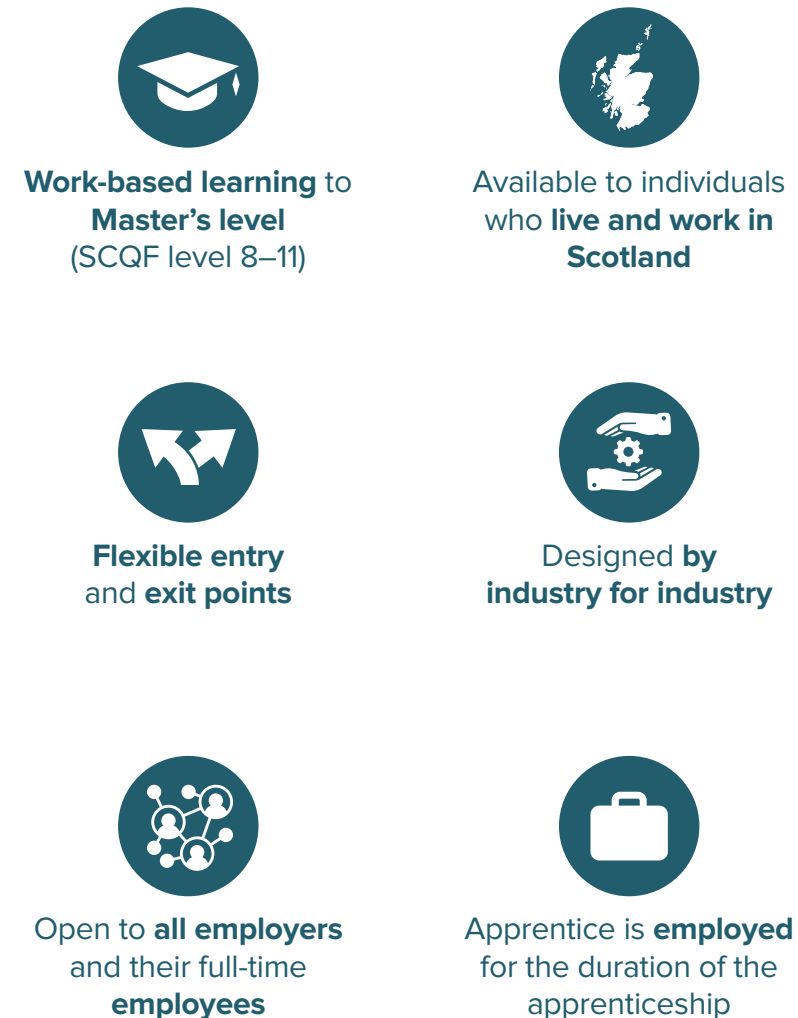 Work-based learning to
Master’s level
(SCQF level 8–11)
Available to individuals
who live and work in
Scotland
Flexible entry
and exit points
Designed by
industry for industry
Open to all employers
and their full-time
employees
Apprentice is employed
for the duration of the
apprenticeship